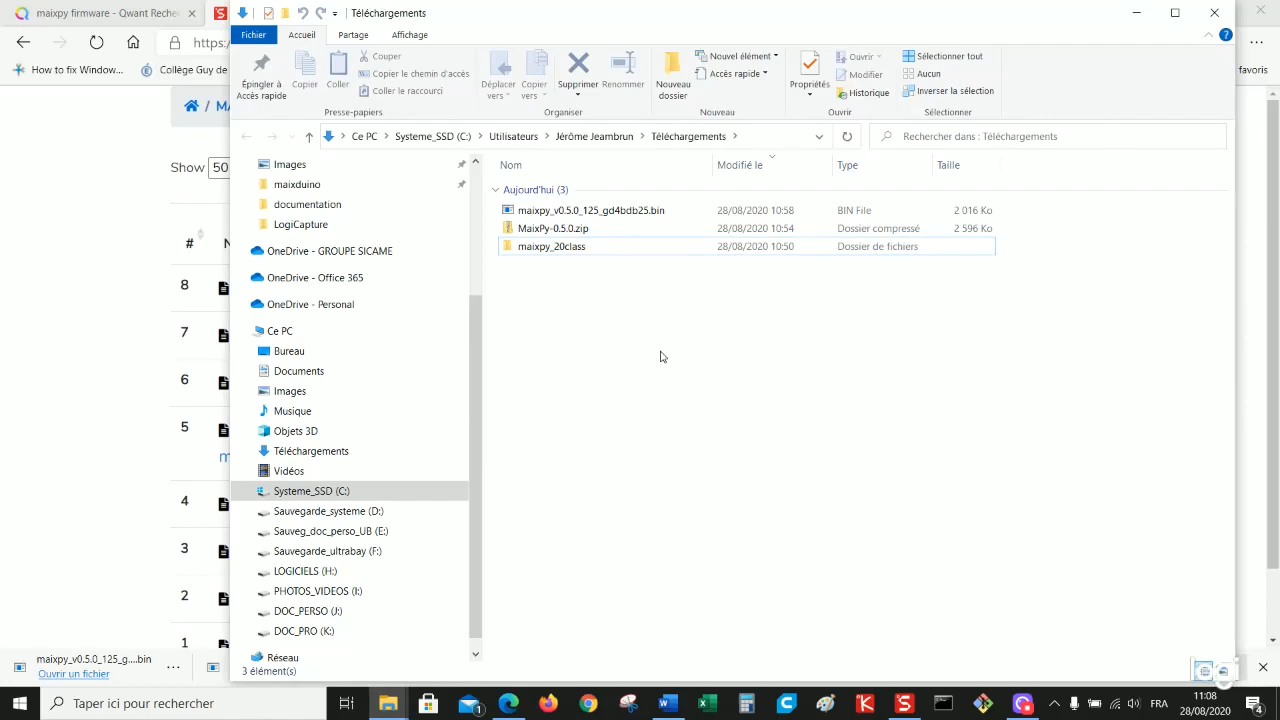 maixpy firmware - Qwant Recher
Téléchargements
Fichier
Accueil
Partage
Affichage
https:/
How to fix Window...
Collège Guy de
favoris
Épingler à
Accès rapide
Copier
Coller
Couper
Copier le chemin d'accès
Coller le raccourci
Presse-papiers
Déplacer
vers
Copier
vers
Supprimer
Renommer
Organiser
Nouveau
dossier
Nouvel élément
Accès rapide
Nouveau
Propriétés
Ouvrir
Modifier
Historique
Ouvrir
Sélectionner tout
Aucun
Inverser la sélection
Sélectionner
Ce PC
Systeme_SSD (C:)
Utilisateurs
Jérôme Jeambrun
Téléchargements
Rechercher dans : Téléchargements
/ MA
Show 50
#
N
8
7
6
5
m
4
3
2
1
Images
maixduino
documentation
LogiCapture
OneDrive - GROUPE SICAME
OneDrive - Office 365
OneDrive - Personal
Ce PC
Bureau
Documents
Images
Musique
Objets 3D
Téléchargements
Vidéos
Systeme_SSD (C:)
Sauvegarde_systeme (D:)
Sauveg_doc_perso_UB (E:)
Sauvegarde_ultrabay (F:)
LOGICIELS (H:)
PHOTOS_VIDEOS (I:)
DOC_PERSO (J:)
DOC_PRO (K:)
Réseau
3 élément(s)
Nom
Modifié le
Type
Taille
Aujourd'hui (3)
maixpy_v0.5.0_125_gd4bdb25.bin 28/08/2020 10:58 BIN File 2 016 Ko
MaixPy-0.5.0.zip 28/08/2020 10:54 Dossier compressé 2 596 Ko
maixpy_20class 28/08/2020 10:50 Dossier de fichiers
maixpy_v0.5.0_125_g....bin
Ouvrir un fichier
Taper ici pour rechercher
1
FRA
11:08
28/08/2020
4